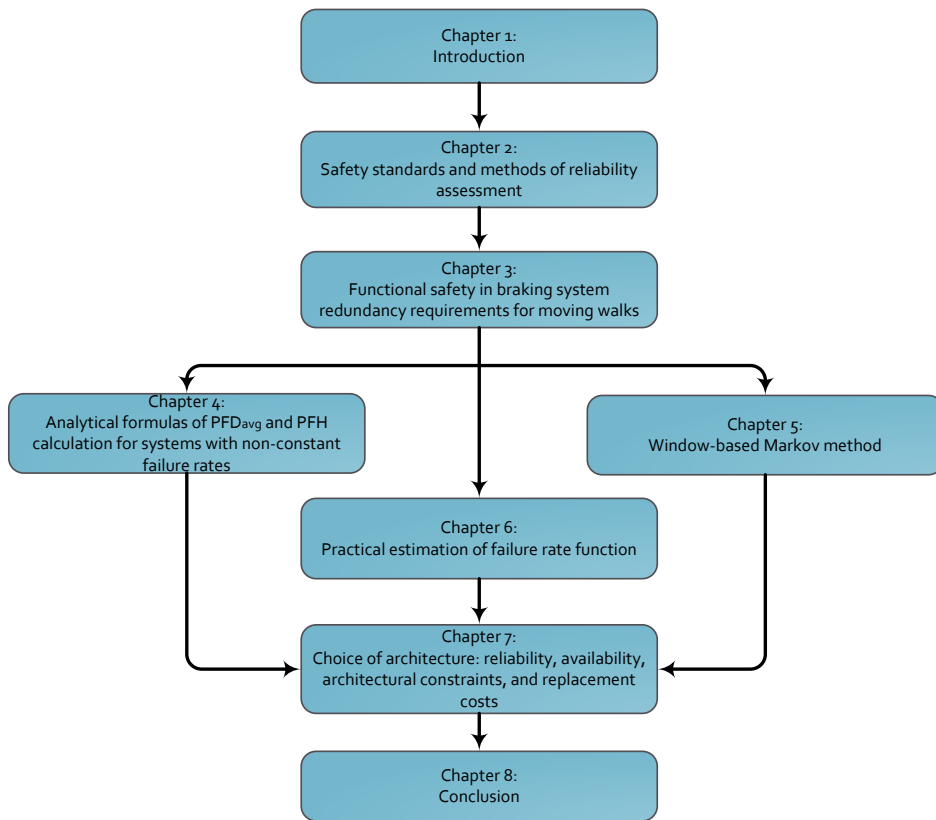 Chapter 1:
Introduction
Chapter 2:
Safety standards and methods of reliability
assessment
Chapter 3:
Functional safety in braking system
redundancy requirements for moving walks
Chapter 4:
Analytical formulas of PFDavg and PFH
calculation for systems with non-constant
failure rates
Chapter 5:
Window-based Markov method
Chapter 6:
Practical estimation of failure rate function
Chapter 7:
Choice of architecture: reliability, availability,
architectural constraints, and replacement
costs
Chapter 8:
Conclusion